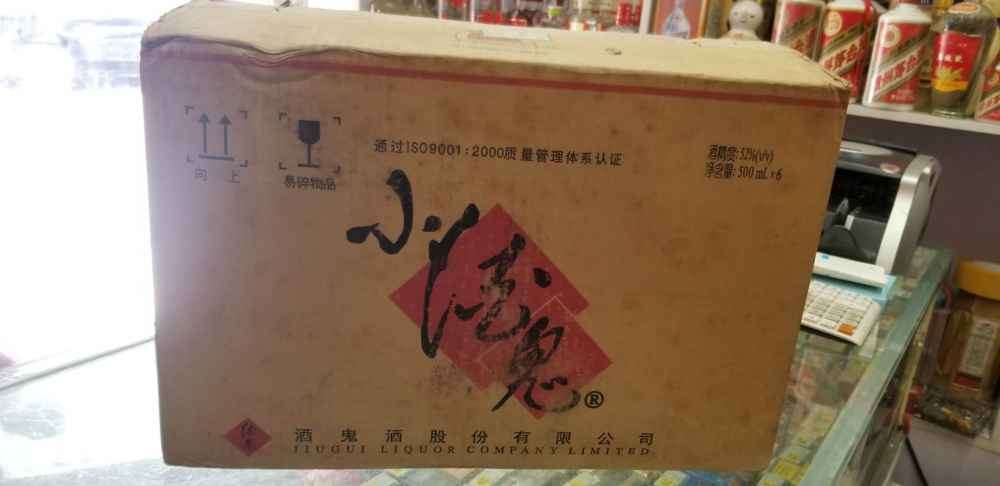 通过ISO9001:2000质量管理体系认证
酒精度:52%(v/v)
净含量:500mL×6
向上
易碎物品
小酒鬼®
酒鬼酒股份有限公司
JIUGUI LIQUOR COMPANY LIMITED